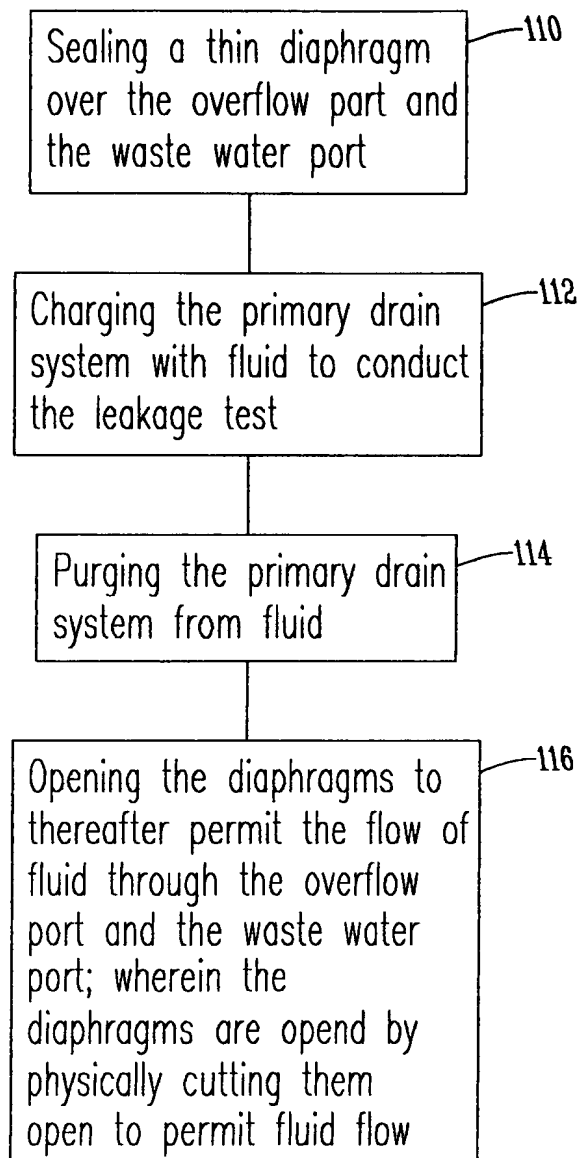 Sealing a thin diaphragm
over the overflow part and
the waste water port
110
Charging the primary drain
system with fluid to conduct
the leakage test
112
Purging the primary drain
system from fluid
114
Opening the diaphragms to
thereafter permit the flow of
fluid through the overflow
port and the waste water
port; wherein the
diaphragms are opend by
physically cutting them
open to permit fluid flow
116